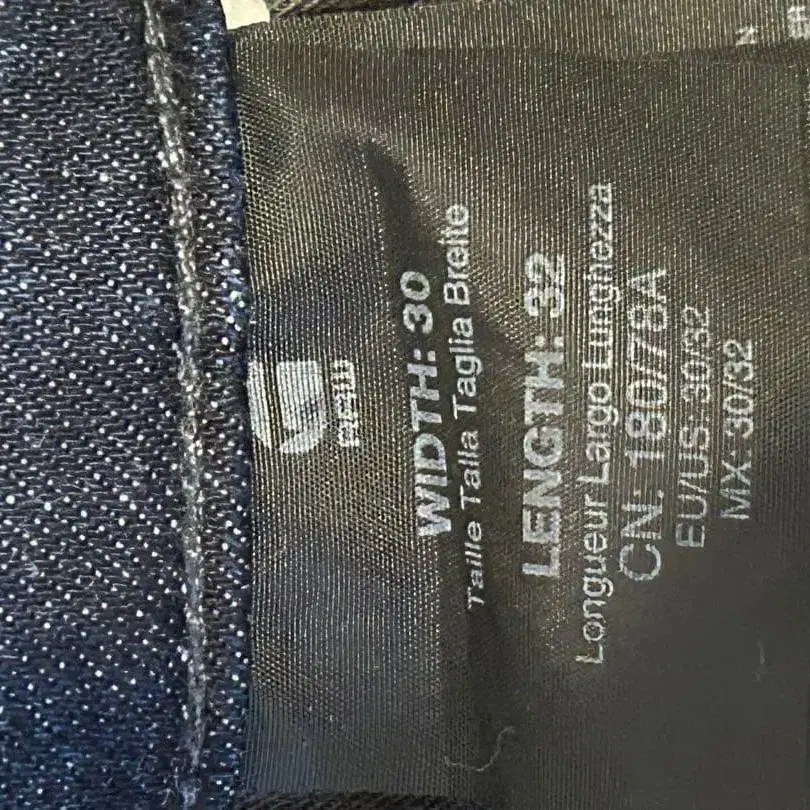 RAW
WIDTH: 30
Taille Talla Taglia Breite
LENGTH: 32
Longueur Largo Lunghezza
CN: 180/78A
EU/US: 30/32
MX: 30/32